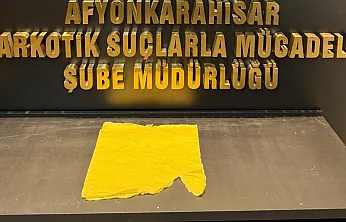 AFYONKARAHİSAR
ARKOTİK SUÇLARLA MÜCADEL
ŞUBE MÜDÜRLÜĞÜ